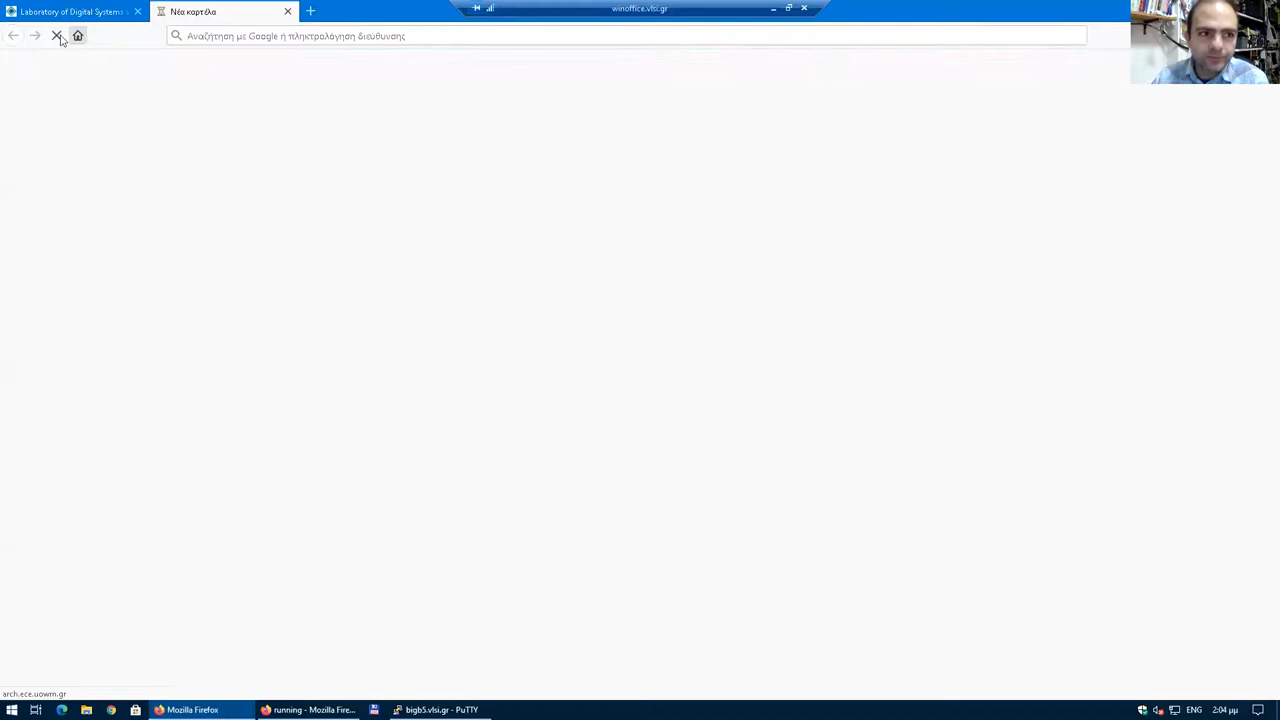 Laboratory of Digital Systems
Νέα καρτέλα
winoffice.vlsi.gr
Αναζήτηση με Google ή πληκτρολόγηση διεύθυνσης
arch.ece.uowm.gr
Mozilla Firefox
running - Mozilla Fire...
bigb5.vlsi.gr - PuTTY
ENG
2:04 μμ